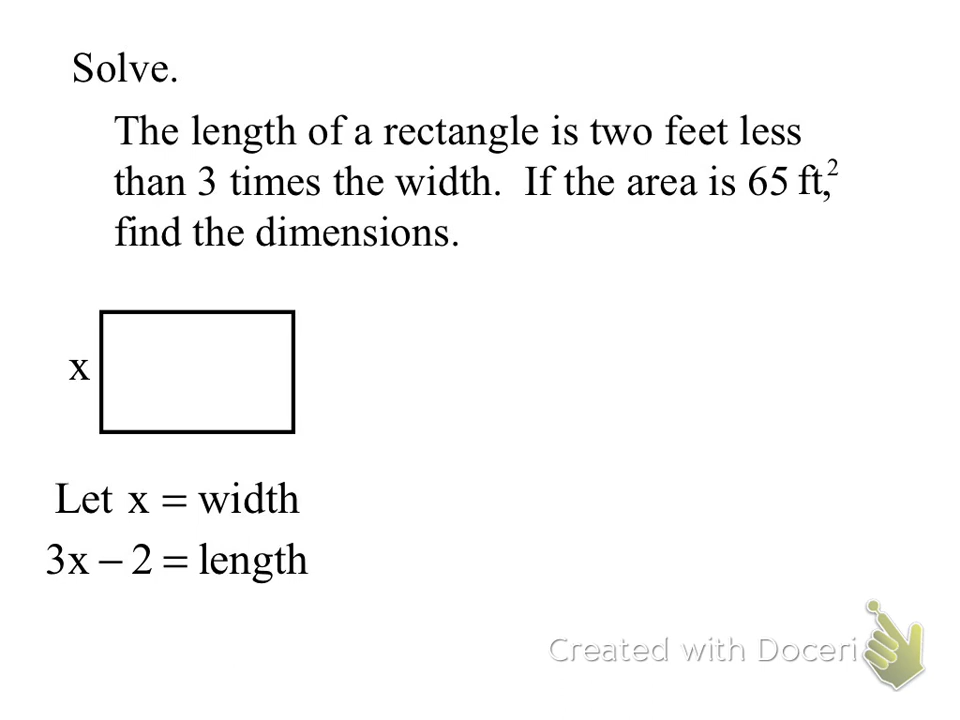 Solve.
The length of a rectangle is two feet less
than 3 times the width. If the area is 65 ft,²
find the dimensions.
x
Let x = width
3x − 2 = length
Created with Doceri